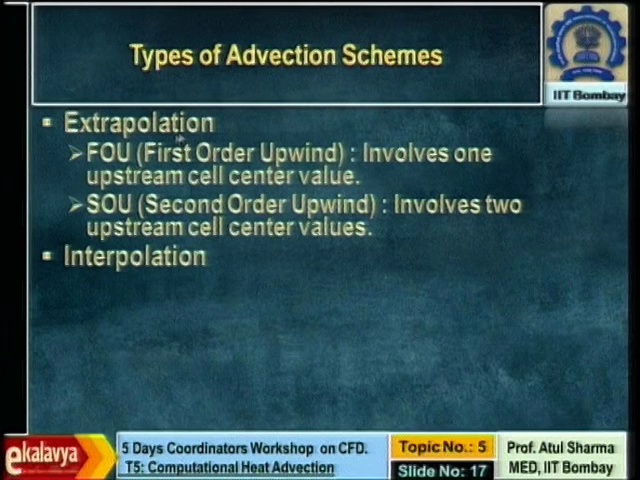 Types of Advection Schemes
IIT Bombay
Extrapolation
FOU (First Order Upwind) : Involves one
upstream cell center value.
SOU (Second Order Upwind) : Involves two
upstream cell center values.
Interpolation
ekalavya
5 Days Coordinators Workshop on CFD.
T5: Computational Heat Advection
Topic No.: 5
Slide No: 17
Prof. Atul Sharma
MED, IIT Bombay